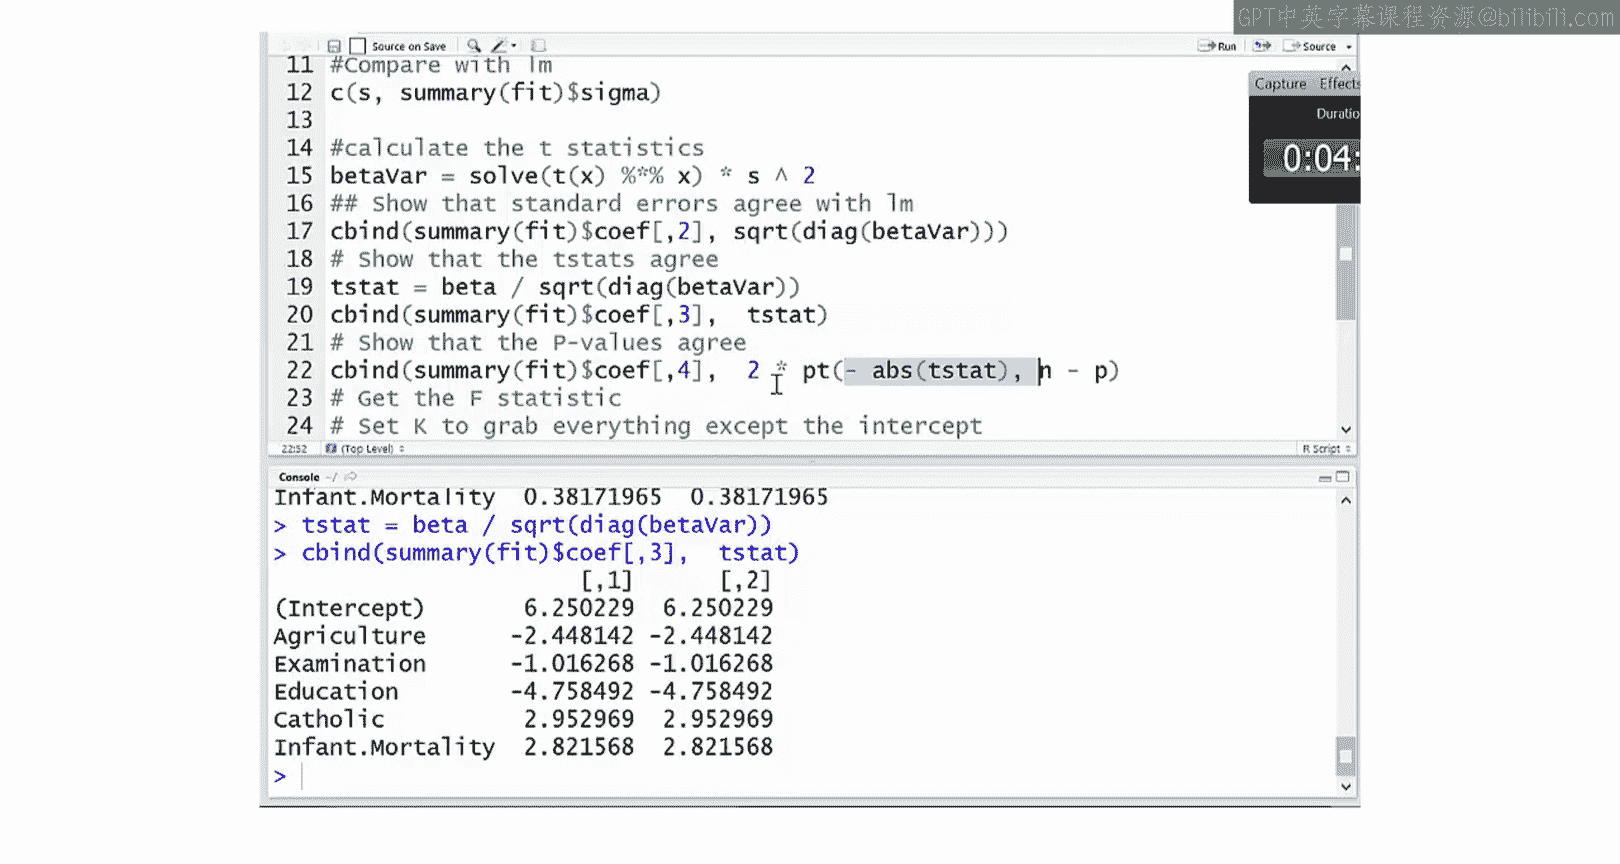 GPT中英字幕课程资源@bilibili.com
Source on Save
Run
Source
11 #Compare with lm
12 c(s, summary(fit)$sigma)
13
14 #calculate the t statistics
15 betaVar = solve(t(x) %*% x) * s ^ 2
16 ## Show that standard errors agree with lm
17 cbind(summary(fit)$coef[,2], sqrt(diag(betaVar)))
18 # Show that the tstats agree
19 tstat = beta / sqrt(diag(betaVar))
20 cbind(summary(fit)$coef[,3],  tstat)
21 # Show that the P-values agree
22 cbind(summary(fit)$coef[,4],  2 * pt(- abs(tstat), n - p)
23 # Get the F statistic
24 # Set K to grab everything except the intercept
22:52 (Top Level) R Script
Capture Effects
Duratio
0:04:
Console ~/
Infant.Mortality 0.38171965 0.38171965
> tstat = beta / sqrt(diag(betaVar))
> cbind(summary(fit)$coef[,3],  tstat)
[,1] [,2]
(Intercept) 6.250229 6.250229
Agriculture -2.448142 -2.448142
Examination -1.016268 -1.016268
Education -4.758492 -4.758492
Catholic 2.952969 2.952969
Infant.Mortality 2.821568 2.821568
>